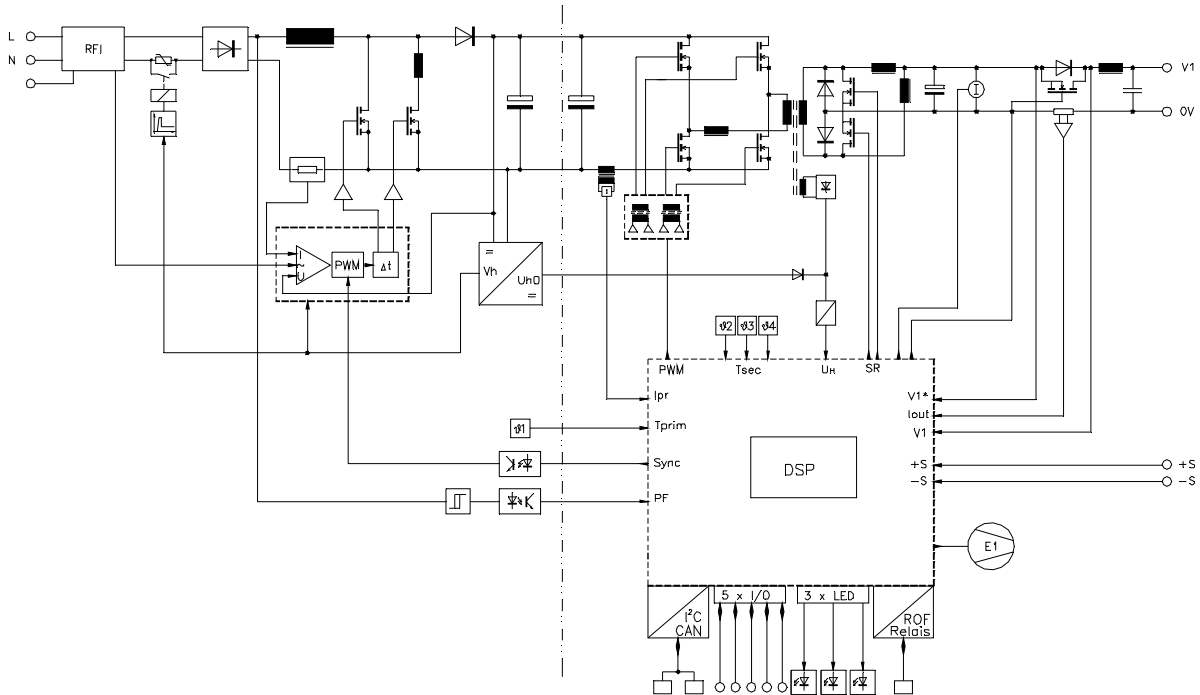 L
RFI
N
V1
I
0V
I
~
U
PWM
Δt
=
Vh
Uh0
=
I
ϑ2 ϑ3 ϑ4
PWM
Tsec
UH
SR
Ipr
V1*
Iout
ϑ1
Tprim
V1
Sync
DSP
+S
+S
-S
-S
PF
E1
5 x I/O
3 x LED
I²C
CAN
ROF
Relais